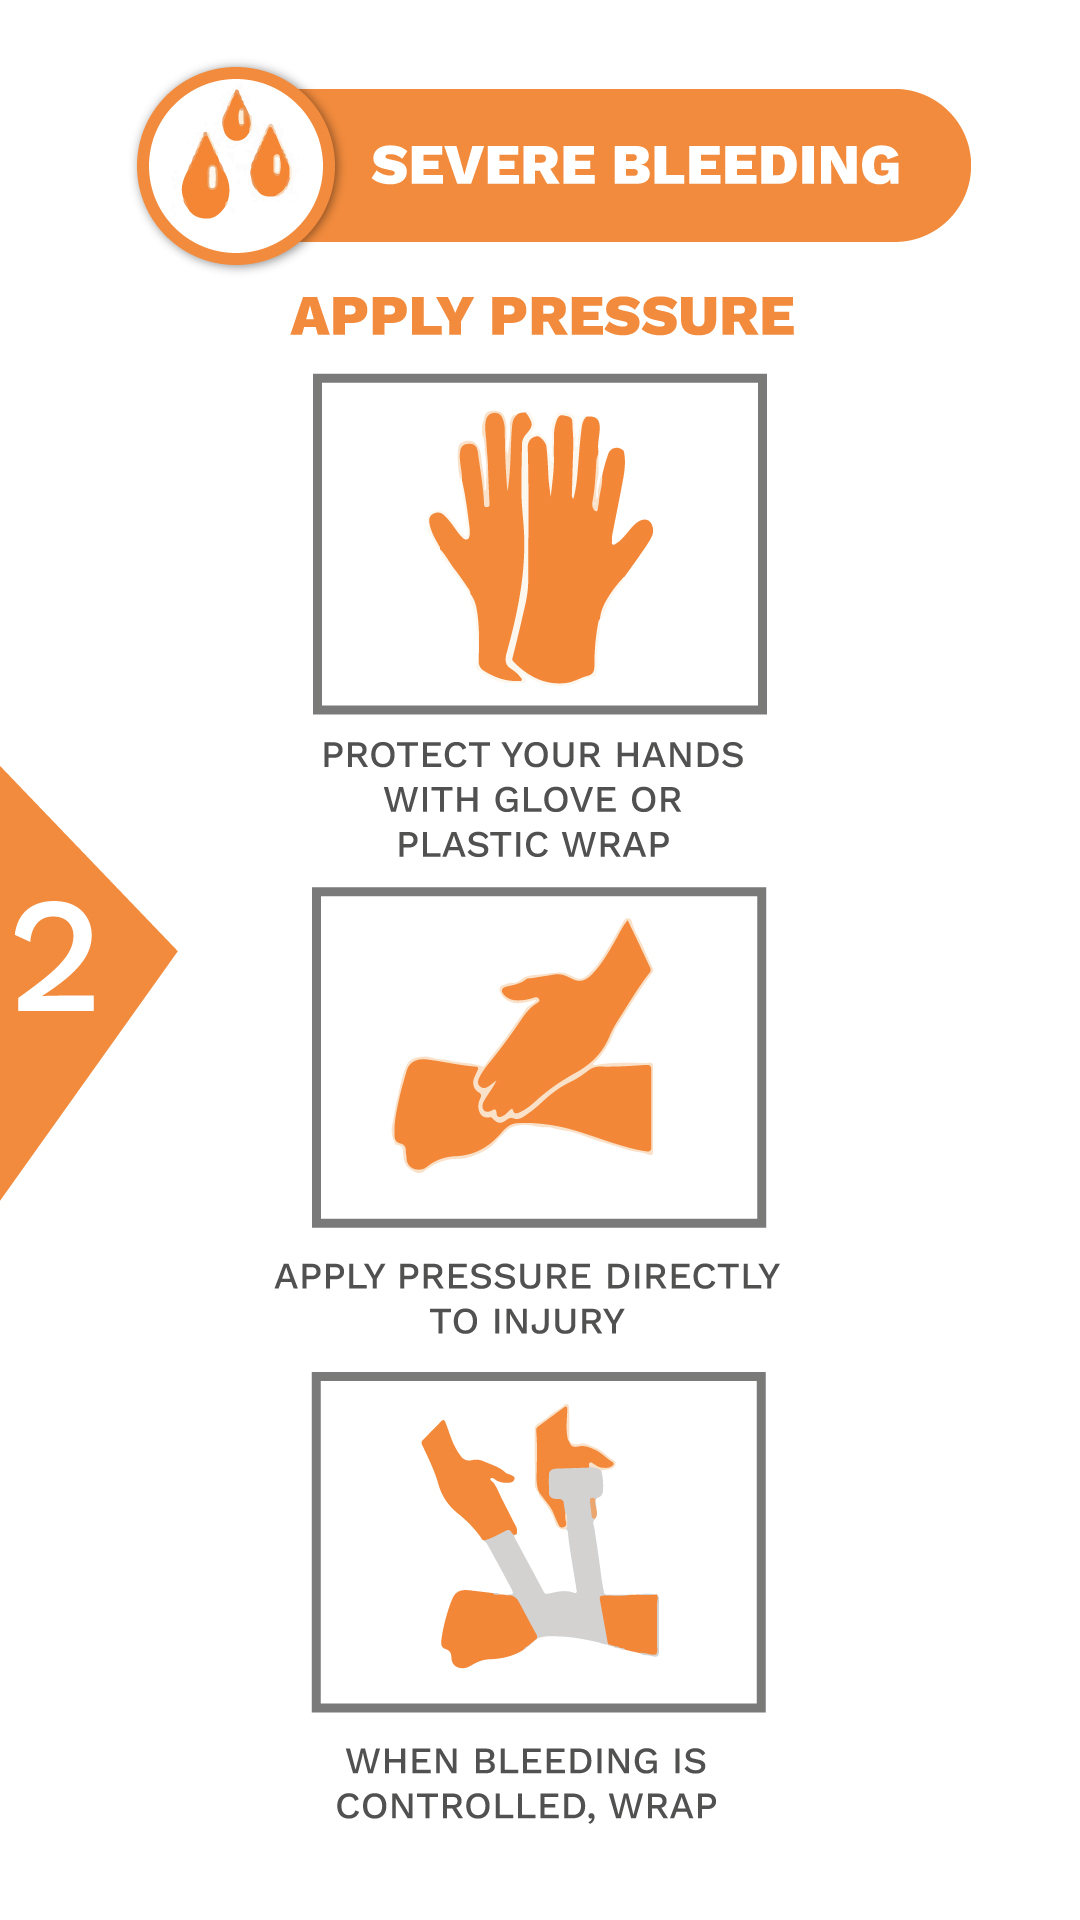 SEVERE BLEEDING
APPLY PRESSURE
PROTECT YOUR HANDS
WITH GLOVE OR
PLASTIC WRAP
2
APPLY PRESSURE DIRECTLY
TO INJURY
WHEN BLEEDING IS
CONTROLLED, WRAP